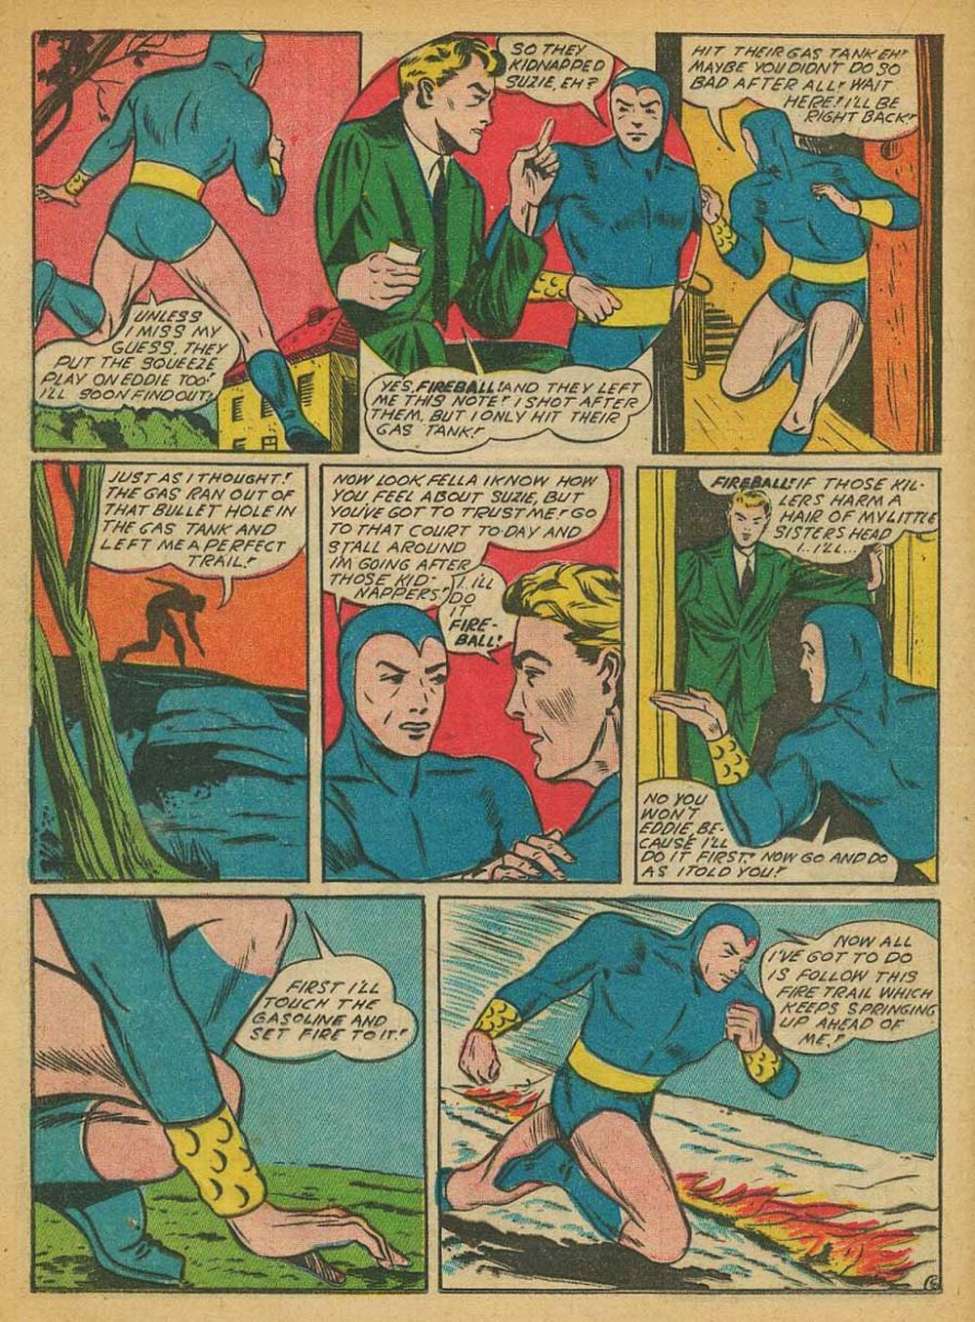 UNLESS
I MISS MY
GUESS, THEY
PUT THE SQUEEZE
PLAY ON EDDIE TOO!
I'LL SOON FIND OUT!
SO THEY
KIDNAPPED
SUZIE, EH?
YES, FIREBALL! AND THEY LEFT
ME THIS NOTE! I SHOT AFTER
THEM, BUT I ONLY HIT THEIR
GAS TANK!
HIT THEIR GAS TANK EH?
MAYBE YOU DIDN'T DO SO
BAD AFTER ALL! WAIT
HERE! I'LL BE
RIGHT BACK!
JUST AS I THOUGHT!
THE GAS RAN OUT OF
THAT BULLET HOLE IN
THE GAS TANK AND
LEFT ME A PERFECT
TRAIL!
NOW LOOK FELLA I KNOW HOW
YOU FEEL ABOUT SUZIE, BUT
YOU'VE GOT TO TRUST ME! GO
TO THAT COURT TO-DAY AND
STALL AROUND
I'M GOING AFTER
THOSE KID-
NAPPERS!
I.. I'LL
DO
IT
FIRE-
BALL!
FIREBALL! IF THOSE KIL-
LERS HARM A
HAIR OF MY LITTLE
SISTERS HEAD
I.. I'LL...
NO YOU
WON'T
EDDIE, BE-
CAUSE I'LL
DO IT FIRST! NOW GO AND DO
AS I TOLD YOU!
FIRST I'LL
TOUCH THE
GASOLINE AND
SET FIRE TO IT!
NOW ALL
I'VE GOT TO DO
IS FOLLOW THIS
FIRE TRAIL WHICH
KEEPS SPRINGING
UP AHEAD OF
ME!